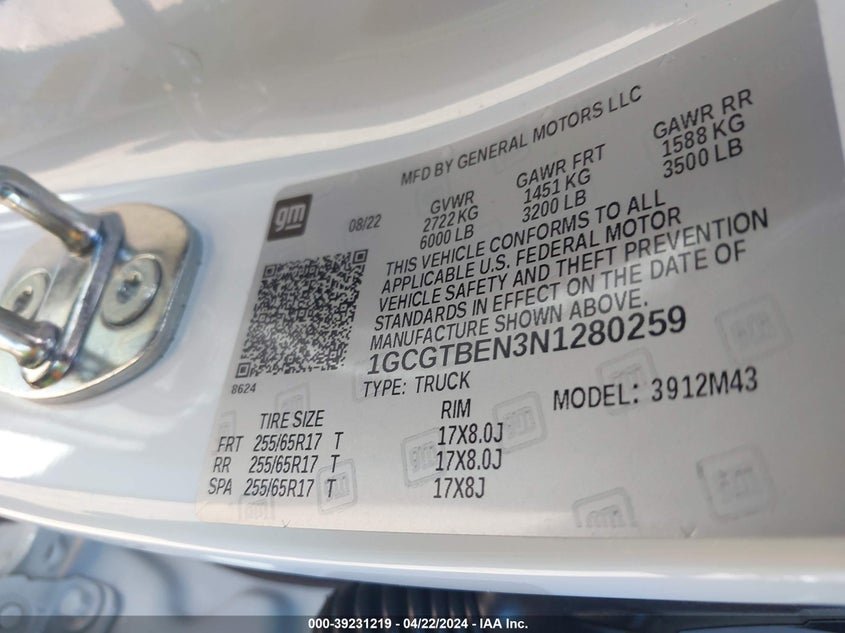 MFD BY GENERAL MOTORS LLC
gm
08/22
GVWR
2722 KG
6000 LB
GAWR FRT
1451 KG
3200 LB
GAWR RR
1588 KG
3500 LB
THIS VEHICLE CONFORMS TO ALL
APPLICABLE U.S. FEDERAL MOTOR
VEHICLE SAFETY AND THEFT PREVENTION
STANDARDS IN EFFECT ON THE DATE OF
MANUFACTURE SHOWN ABOVE.
1GCGTBEN3N1280259
8624
TYPE: TRUCK
MODEL: 3912M43
TIRE SIZE RIM
FRT 255/65R17 T 17X8.0J
RR 255/65R17 T 17X8.0J
SPA 255/65R17 T 17X8J
000-39231219 - 04/22/2024 - IAA Inc.